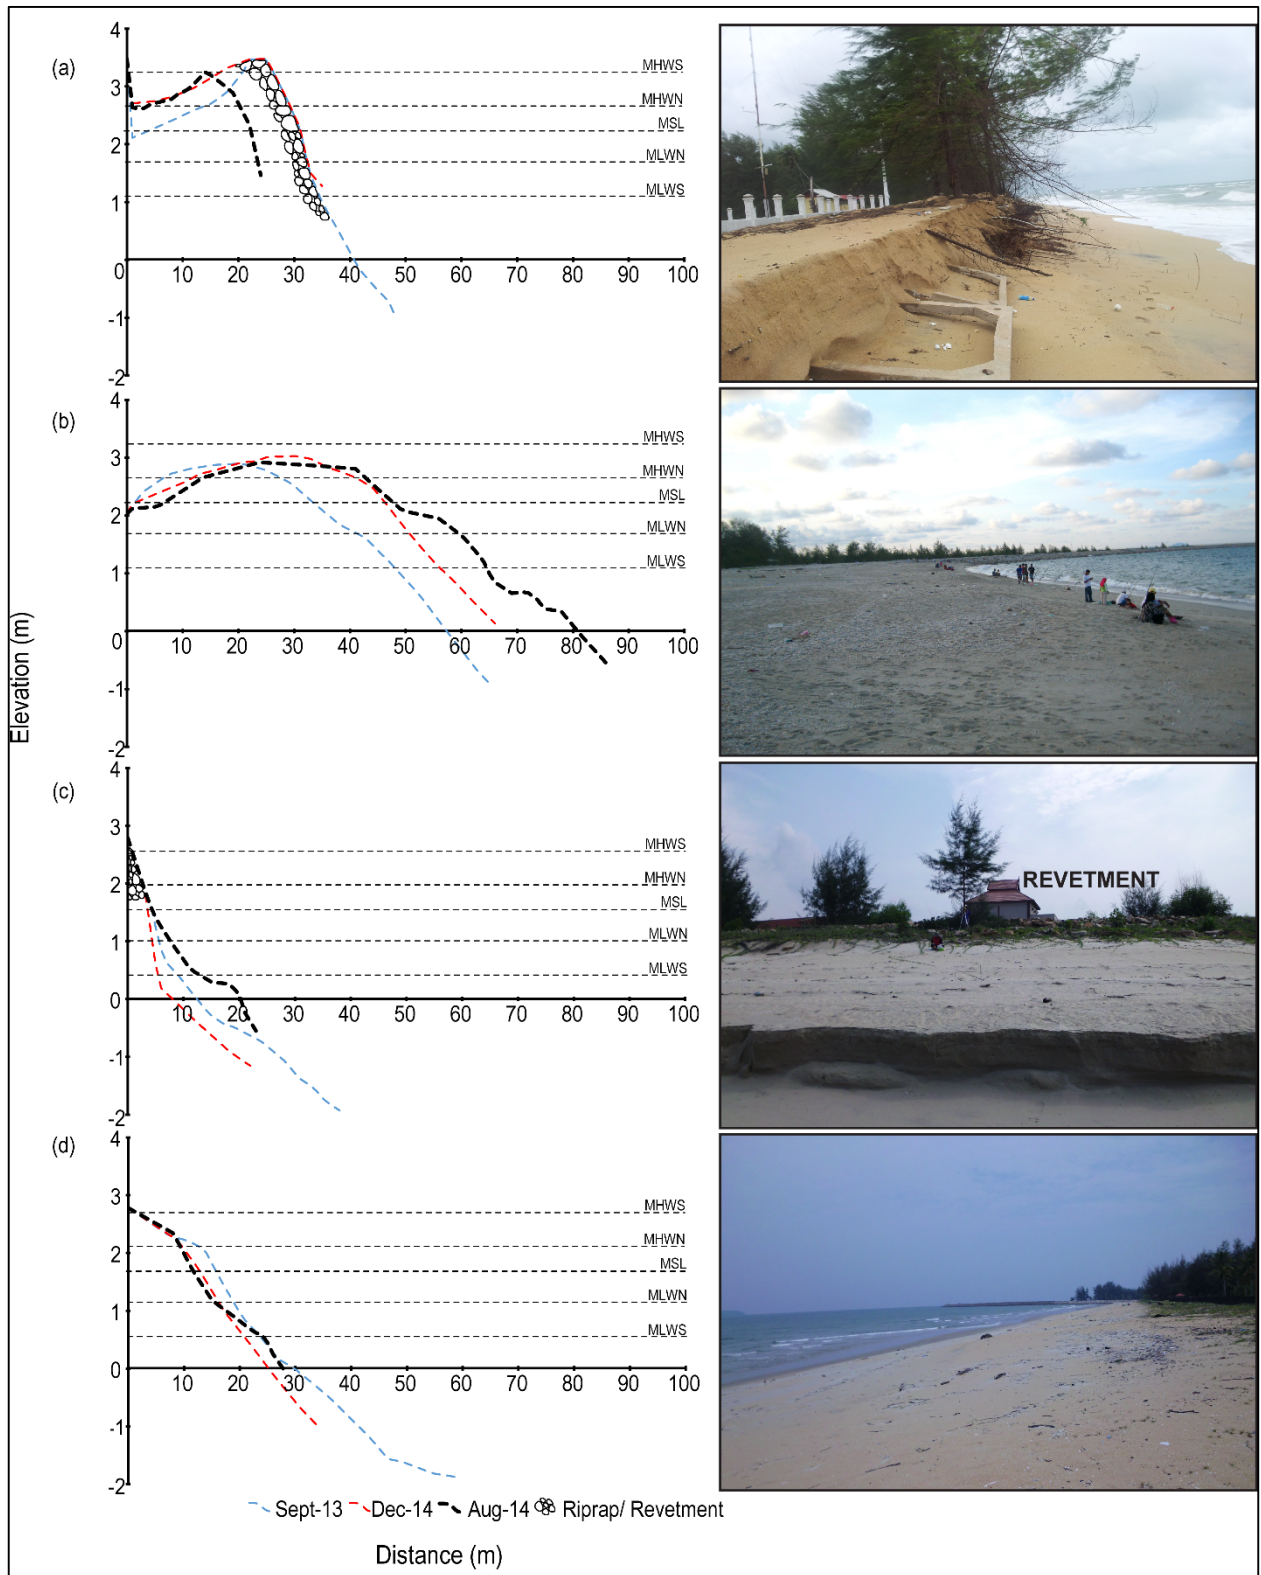 (a)
4
3
2
1
0
-1
-2
MHWS
MHWN
MSL
MLWN
MLWS
10 20 30 40 50 60 70 80 90 100
(b)
4
3
2
1
0
-1
-2
MHWS
MHWN
MSL
MLWN
MLWS
10 20 30 40 50 60 70 80 90 100
Elevation (m)
(c)
4
3
2
1
0
-1
-2
MHWS
MHWN
MSL
MLWN
MLWS
10 20 30 40 50 60 70 80 90 100
REVETMENT
(d)
4
3
2
1
0
-1
-2
MHWS
MHWN
MSL
MLWN
MLWS
10 20 30 40 50 60 70 80 90 100
Sept-13 Dec-14 Aug-14 Riprap/ Revetment
Distance (m)